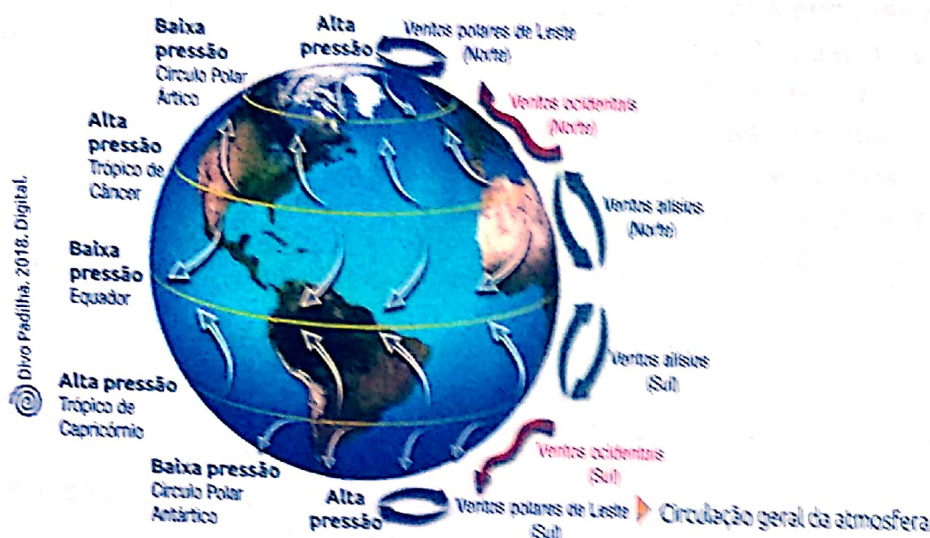 Baixa
pressão
Círculo Polar
Ártico
Alta
pressão
Ventos polares de Leste
(Norte)
Ventos ocidentais
(Norte)
Alta
pressão
Trópico de
Câncer
Ventos alísios
(Norte)
Baixa
pressão
Equador
Divo Padilha. 2018. Digital.
Ventos alísios
(Sul)
Alta pressão
Trópico de
Capricórnio
Ventos ocidentais
(Sul)
Baixa pressão
Círculo Polar
Antártico
Alta
pressão
Ventos polares de Leste
(Sul)
Circulação geral da atmosfera